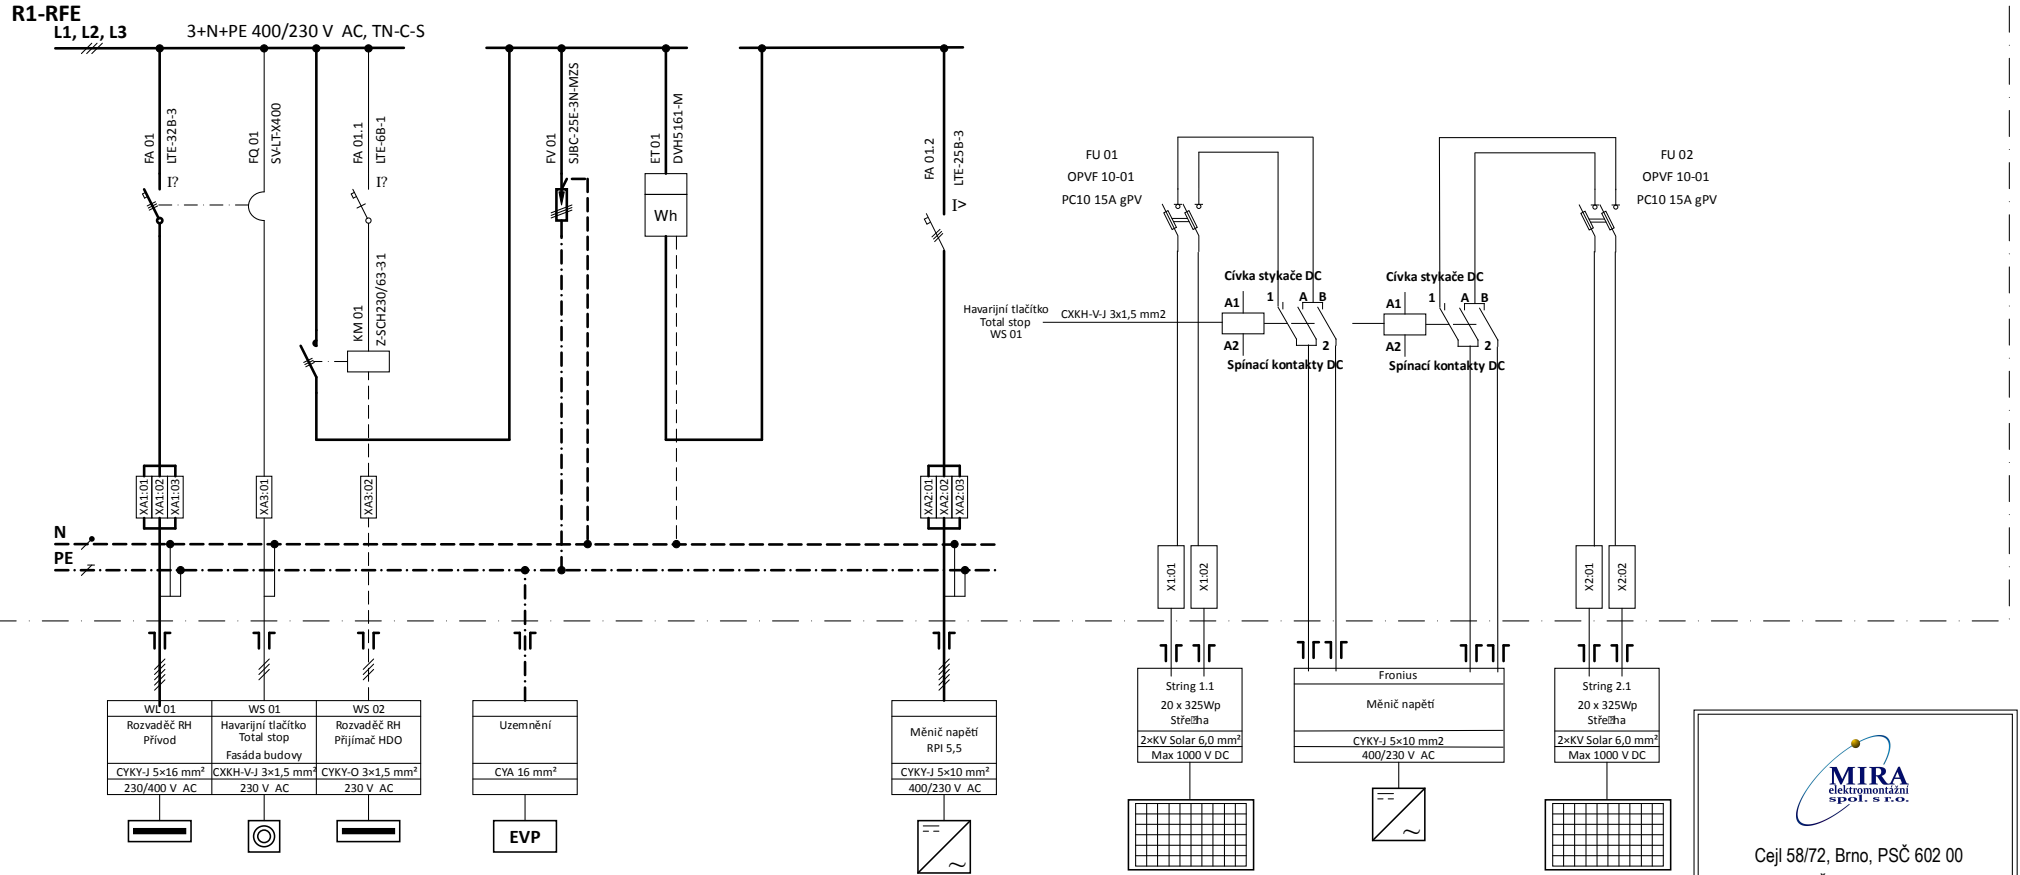 R1-RFE
L1, L2, L3
3+N+PE 400/230 V AC, TN-C-S
FA 01
LTE-32B-3
I?
FQ 01
SV-LT-X400
FA 01.1
LTE-6B-1
I?
KM 01
Z-SCH230/63-31
FV 01
SJBC-25E-3N-MZS
ET 01
DVH5161-M
Wh
FA 01.2
LTE-25B-3
I>
FU 01
OPVF 10-01
PC10 15A gPV
FU 02
OPVF 10-01
PC10 15A gPV
Cívka stykače DC
A1
1
A B
A2
2
Spínací kontakty DC
Cívka stykače DC
A1
1
A B
A2
2
Spínací kontakty DC
Havarijní tlačítko
Total stop
WS 01
CXKH-V-J 3x1,5 mm2
XA1:01
XA1:02
XA1:03
XA3:01
XA3:02
XA2:01
XA2:02
XA2:03
N
PE
X1:01
X1:02
X2:01
X2:02
WL 01
Rozvaděč RH
Přívod
CYKY-J 5×16 mm²
230/400 V AC
WS 01
Havarijní tlačítko
Total stop
Fasáda budovy
CXKH-V-J 3×1,5 mm²
230 V AC
WS 02
Rozvaděč RH
Přijímač HDO
CYKY-O 3×1,5 mm²
230 V AC
Uzemnění
CYA 16 mm²
EVP
Měnič napětí
RPI 5,5
CYKY-J 5×10 mm²
400/230 V AC
String 1.1
20 x 325Wp
2×KV Solar 6,0 mm²
Max 1000 V DC
Fronius
Měnič napětí
CYKY-J 5×10 mm2
400/230 V AC
String 2.1
20 x 325Wp
2×KV Solar 6,0 mm²
Max 1000 V DC
MIRA
elektromontážní
spol. s r.o.
Cejl 58/72, Brno, PSČ 602 00